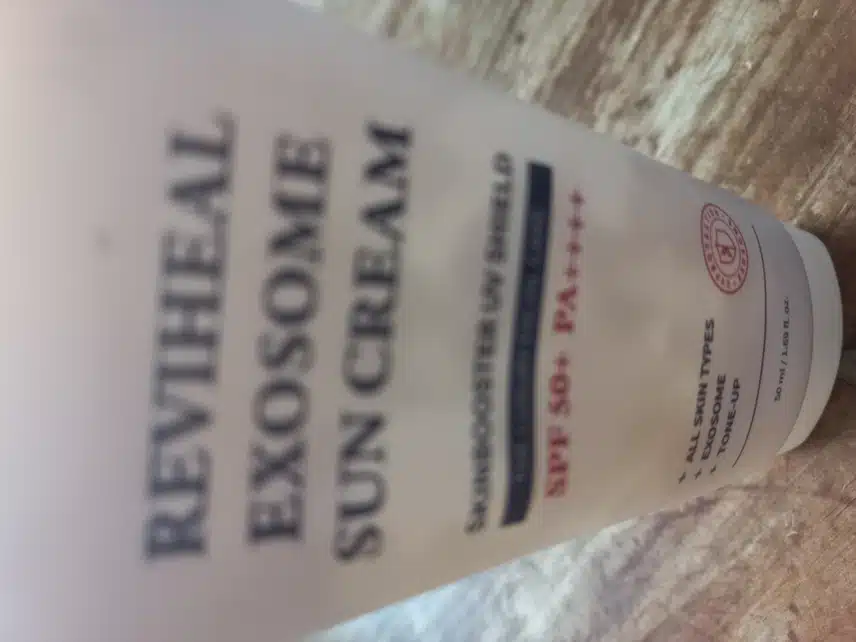 REVIHEAL
EXOSOME
SUN CREAM
SKINBOOSTER UV SHIELD
SPF 50+ PA++++
ALL SKIN TYPES
EXOSOME
TONE-UP
50 ml / 1.69 fl. oz.